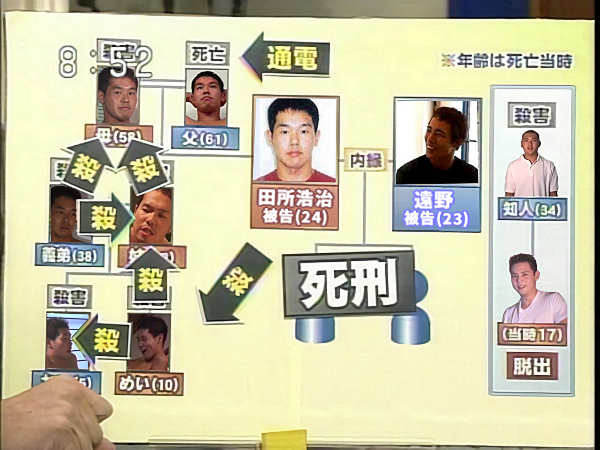 殺害
死亡
通電
8:52
※年齢は死亡当時
母(58)
父(61)
田所浩治
被告(24)
内縁
遠野
被告(23)
殺害
知人(34)
殺
殺
殺
義弟(38)
殺
殺
死刑
殺害
(当時17)
脱出
殺
めい(10)